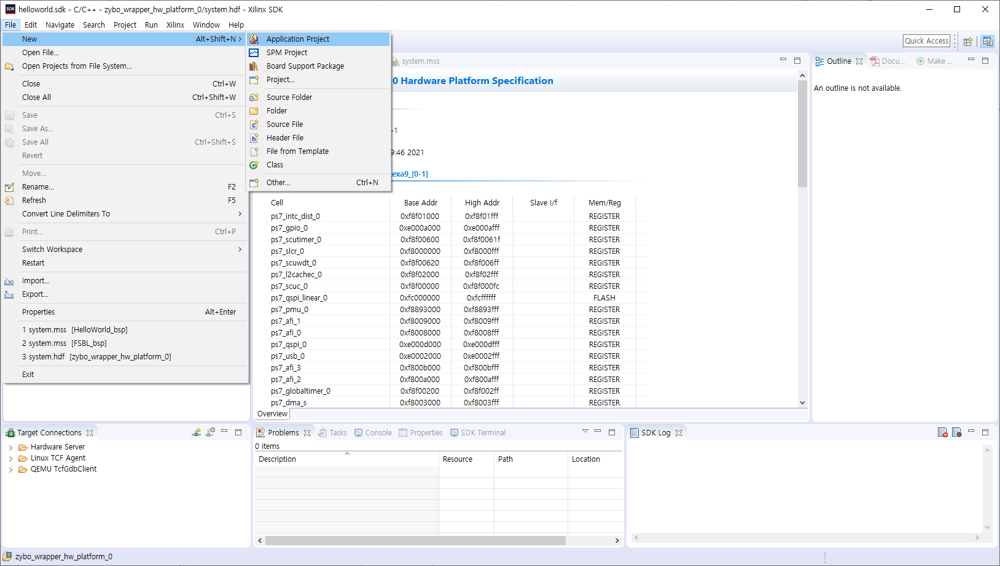 helloworld.sdk - C/C++ - zybo_wrapper_hw_platform_0/system.hdf - Xilinx SDK
File Edit Navigate Search Project Run Xilinx Window Help
New Alt+Shift+N
Open File...
Open Projects from File System...
Close Ctrl+W
Close All Ctrl+Shift+W
Save Ctrl+S
Save As...
Save All Ctrl+Shift+S
Revert
Move...
Rename... F2
Refresh F5
Convert Line Delimiters To
Print... Ctrl+P
Switch Workspace
Restart
Import...
Export...
Properties Alt+Enter
1 system.mss [HelloWorld_bsp]
2 system.mss [FSBL_bsp]
3 system.hdf [zybo_wrapper_hw_platform_0]
Exit
Application Project
SPM Project
Board Support Package
Project...
Source Folder
Folder
Source File
Header File
File from Template
Class
Other... Ctrl+N
Quick Access
system.mss
0 Hardware Platform Specification
-1
9:46 2021
exa9_[0-1]
Cell Base Addr High Addr Slave I/f Mem/Reg
ps7_intc_dist_0 0xf8f01000 0xf8f01fff REGISTER
ps7_gpio_0 0xe000a000 0xe000afff REGISTER
ps7_scutimer_0 0xf8f00600 0xf8f0061f REGISTER
ps7_slcr_0 0xf8000000 0xf8000fff REGISTER
ps7_scuwdt_0 0xf8f00620 0xf8f006ff REGISTER
ps7_l2cachec_0 0xf8f02000 0xf8f02fff REGISTER
ps7_scuc_0 0xf8f00000 0xf8f000fc REGISTER
ps7_qspi_linear_0 0xfc000000 0xfcffffff FLASH
ps7_pmu_0 0xf8893000 0xf8893fff REGISTER
ps7_afi_1 0xf8009000 0xf8009fff REGISTER
ps7_afi_0 0xf8008000 0xf8008fff REGISTER
ps7_qspi_0 0xe000d000 0xe000dfff REGISTER
ps7_usb_0 0xe0002000 0xe0002fff REGISTER
ps7_afi_3 0xf800b000 0xf800bfff REGISTER
ps7_afi_2 0xf800a000 0xf800afff REGISTER
ps7_globaltimer_0 0xf8f00200 0xf8f002ff REGISTER
ps7_dma_s 0xf8003000 0xf8003fff REGISTER
Overview
Outline Docu... Make ...
An outline is not available.
Target Connections
Hardware Server
Linux TCF Agent
QEMU TcfGdbClient
Problems Tasks Console Properties SDK Terminal
0 items
Description Resource Path Location
SDK Log
zybo_wrapper_hw_platform_0